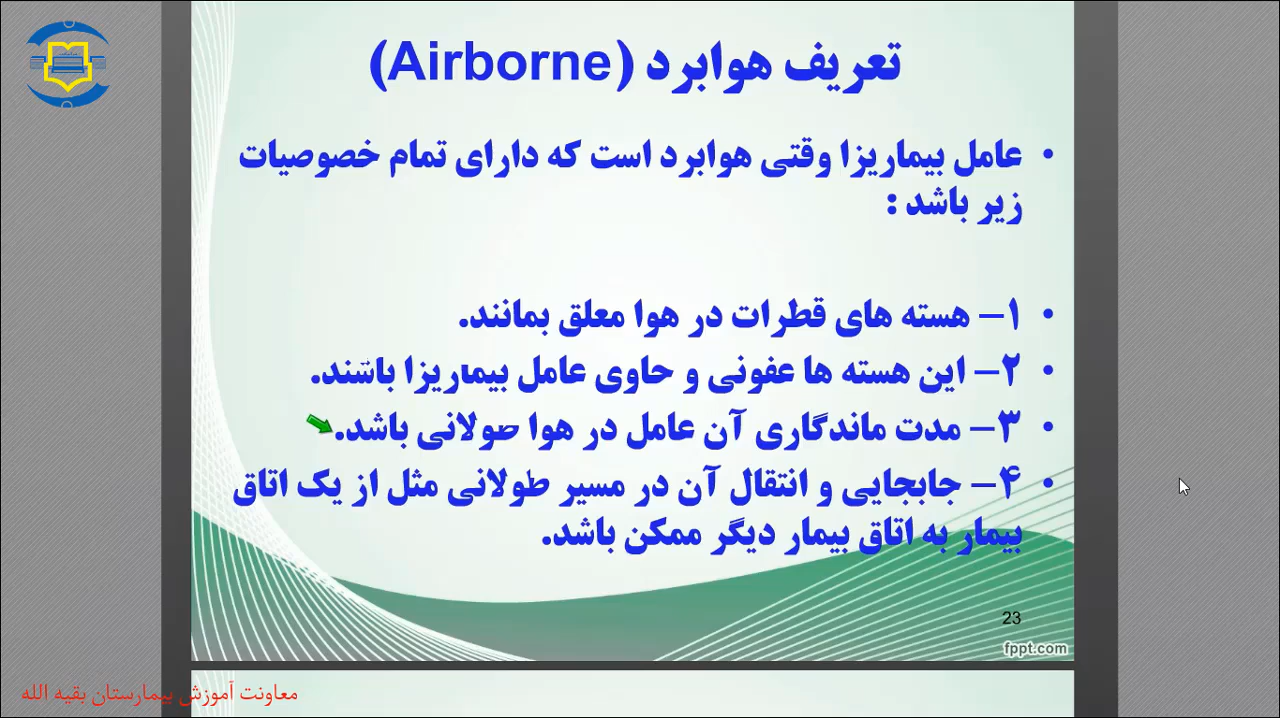 تعریف هوابرد (Airborne)
• عامل بیماریزا وقتی هوابرد است که دارای تمام خصوصیات
زیر باشد :
• ۱– هسته های قطرات در هوا معلق بمانند.
• ۲– این هسته ها عفونی و حاوی عامل بیماریزا باشند.
• ۳– مدت ماندگاری آن عامل در هوا طولانی باشد.
• ۴– جابجایی و انتقال آن در مسیر طولانی مثل از یک اتاق
بیمار به اتاق بیمار دیگر ممکن باشد.
23
fppt.com
معاونت آموزش بیمارستان بقیه الله